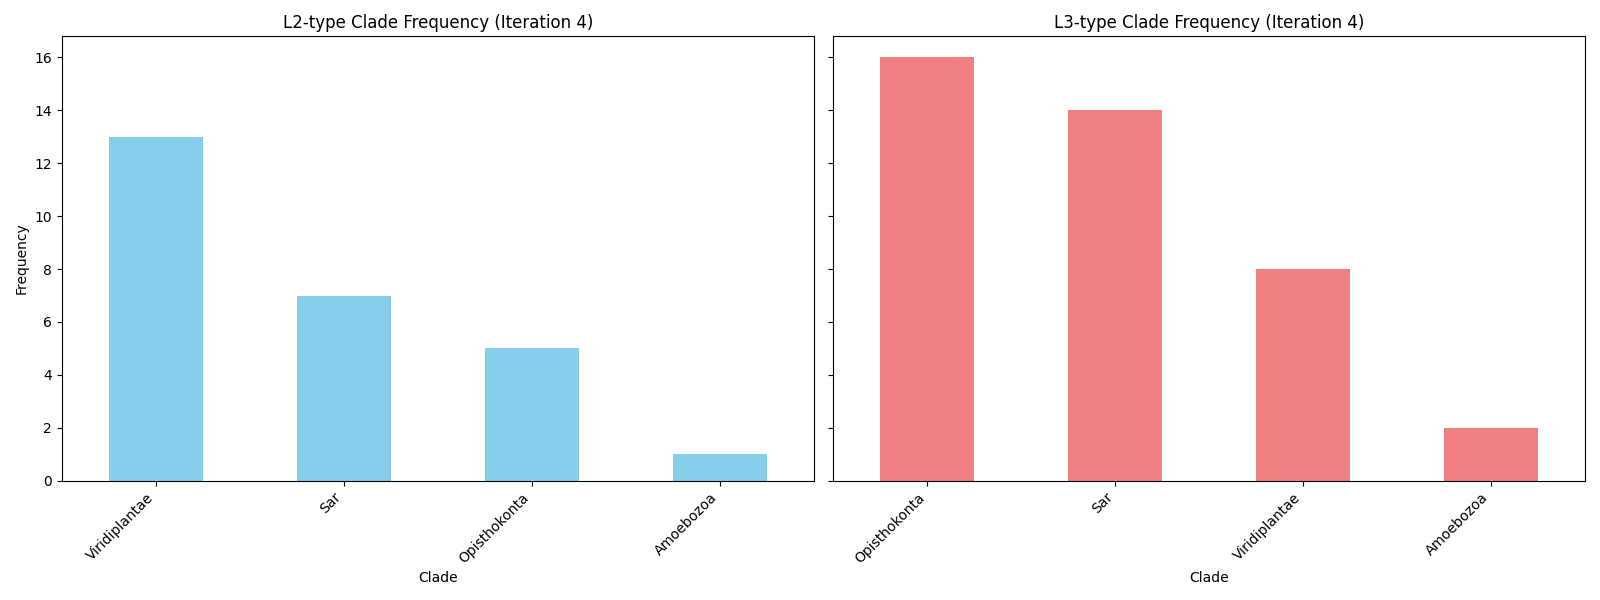 L2-type Clade Frequency (Iteration 4)
Frequency
16
14
12
10
8
6
4
2
0
Viridiplantae
Sar
Opisthokonta
Amoebozoa
Clade
L3-type Clade Frequency (Iteration 4)
Opisthokonta
Sar
Viridiplantae
Amoebozoa
Clade